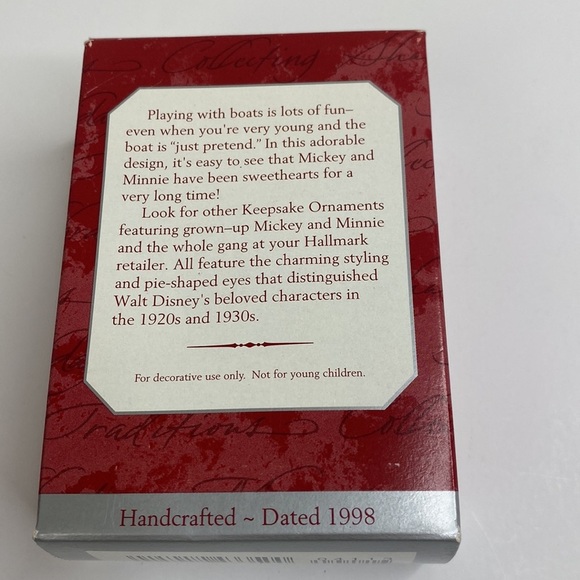 Collecting Sha
Playing with boats is lots of fun–
even when you're very young and the
boat is “just pretend.” In this adorable
design, it's easy to see that Mickey and
Minnie have been sweethearts for a
very long time!
Look for other Keepsake Ornaments
featuring grown–up Mickey and Minnie
and the whole gang at your Hallmark
retailer. All feature the charming styling
and pie-shaped eyes that distinguished
Walt Disney's beloved characters in
the 1920s and 1930s.
For decorative use only. Not for young children.
Traditions Coll
Handcrafted ~ Dated 1998